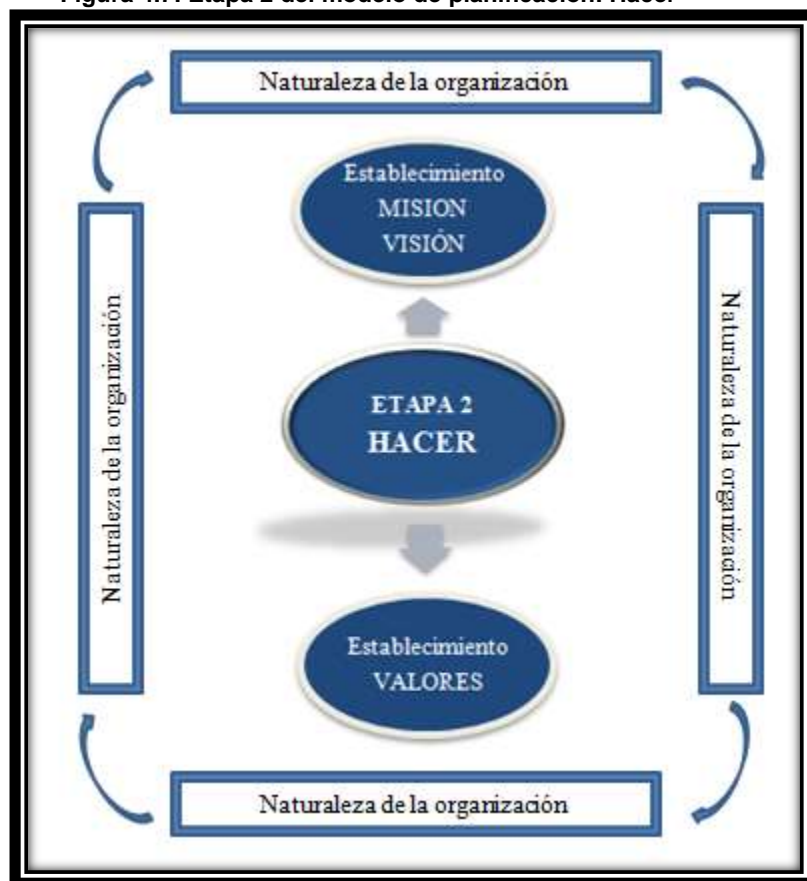 Etapa 2 del modelo de planificación: Hacer
Naturaleza de la organización
Establecimiento
MISION
VISIÓN
Naturaleza de la organización
Naturaleza de la organización
ETAPA 2
HACER
Establecimiento
VALORES
Naturaleza de la organización